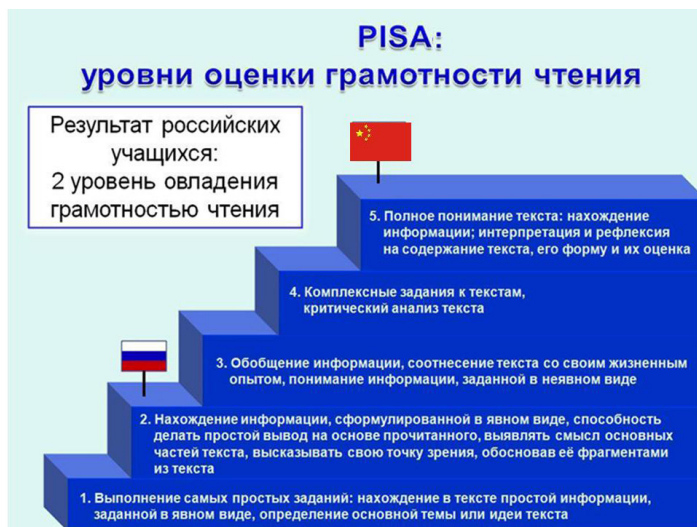 PISA:
уровни оценки грамотности чтения
Результат российских
учащихся:
2 уровень овладения
грамотностью чтения
5. Полное понимание текста: нахождение
информации; интерпретация и рефлексия
на содержание текста, его форму и их оценка
4. Комплексные задания к текстам,
критический анализ текста
3. Обобщение информации, соотнесение текста со своим жизненным
опытом, понимание информации, заданной в неявном виде
2. Нахождение информации, сформулированной в явном виде, способность
делать простой вывод на основе прочитанного, выявлять смысл основных
частей текста, высказывать свою точку зрения, обосновав её фрагментами
из текста
1. Выполнение самых простых заданий: нахождение в тексте простой информации,
заданной в явном виде, определение основной темы или идеи текста